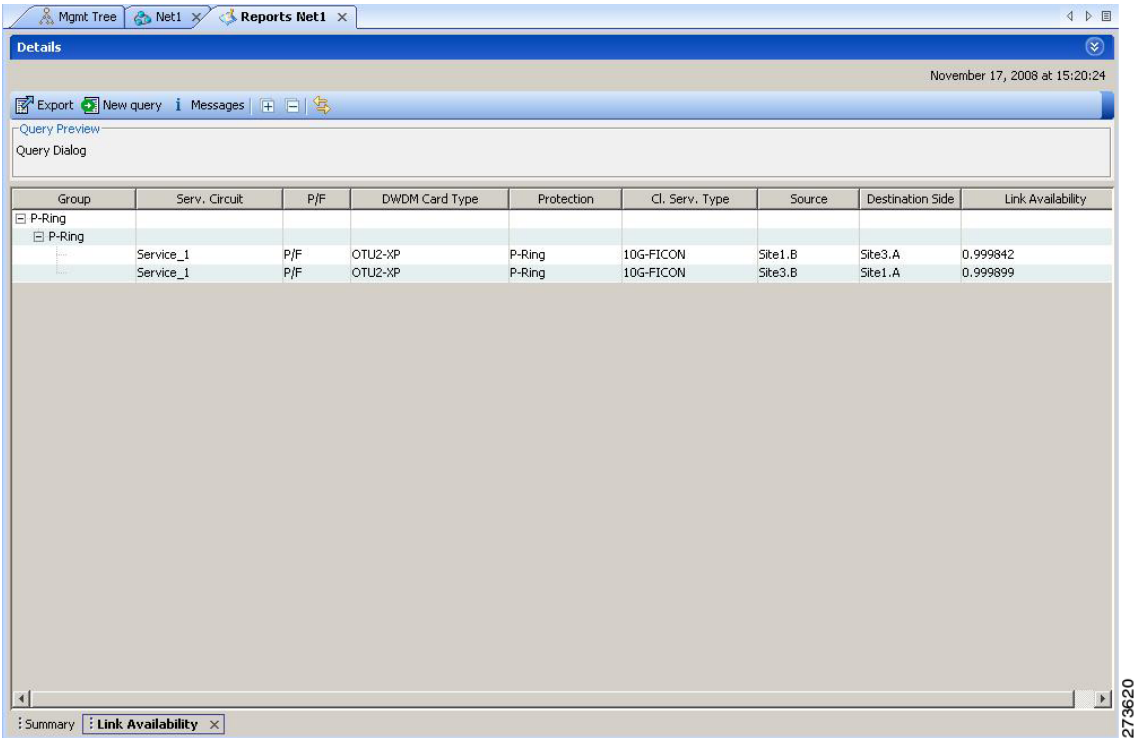 Mgmt Tree Net1 Reports Net1
Details
November 17, 2008 at 15:20:24
Export New query i Messages
Query Preview
Query Dialog
Group Serv. Circuit P/F DWDM Card Type Protection Cl. Serv. Type Source Destination Side Link Availability
P-Ring
P-Ring
Service_1 P/F OTU2-XP P-Ring 10G-FICON Site1.B Site3.A 0.999842
Service_1 P/F OTU2-XP P-Ring 10G-FICON Site3.B Site1.A 0.999899
Summary Link Availability
273620